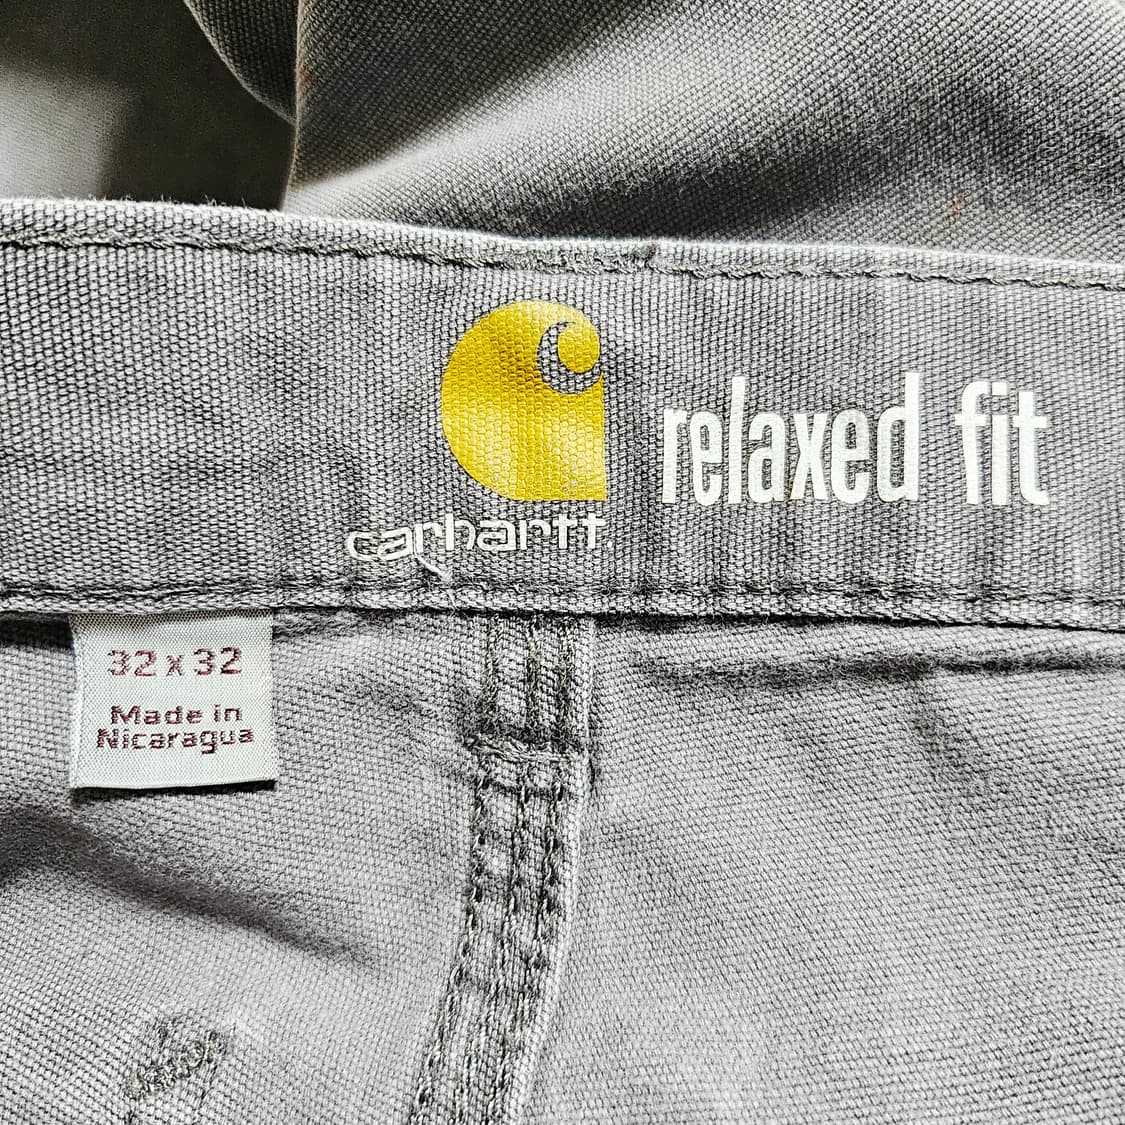 relaxed fit
carhartt.
32 x 32
Made in
Nicaragua